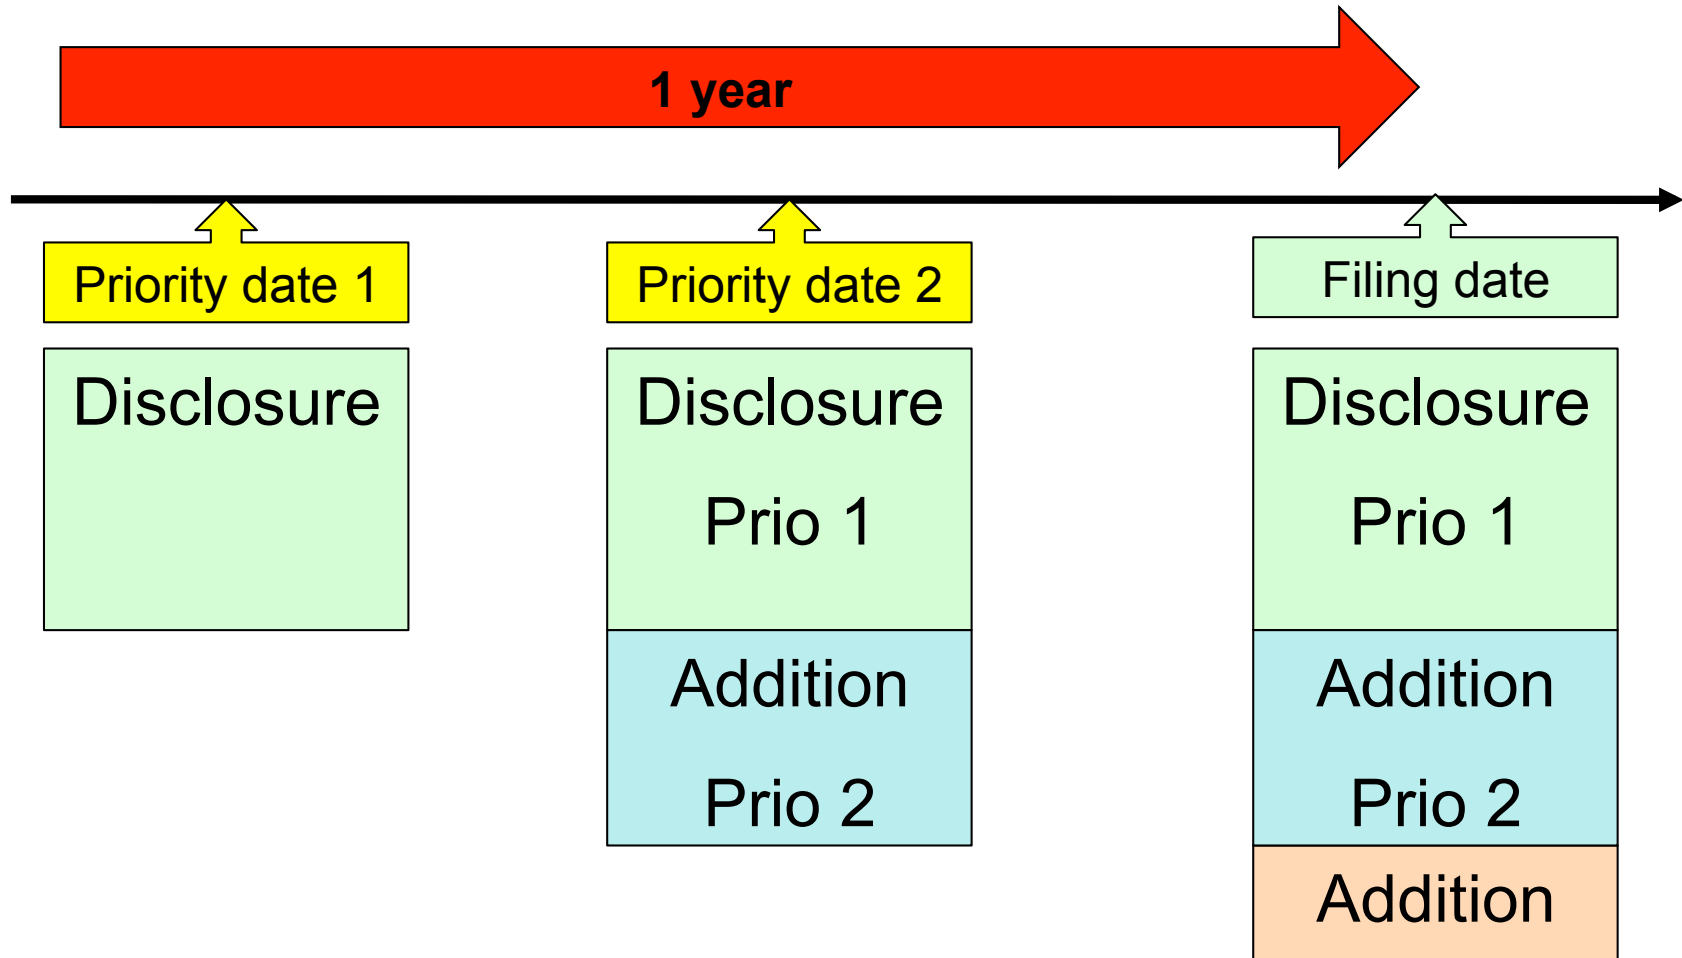 1 year
Priority date 1
Priority date 2
Filing date
Disclosure
Disclosure
Prio 1
Addition
Prio 2
Disclosure
Prio 1
Addition
Prio 2
Addition